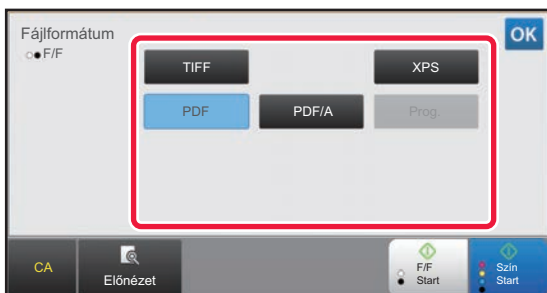 Fájlformátum
F/F
OK
TIFF
XPS
PDF
PDF/A
Prog.
CA
Előnézet
F/F
Start
Szín
Start